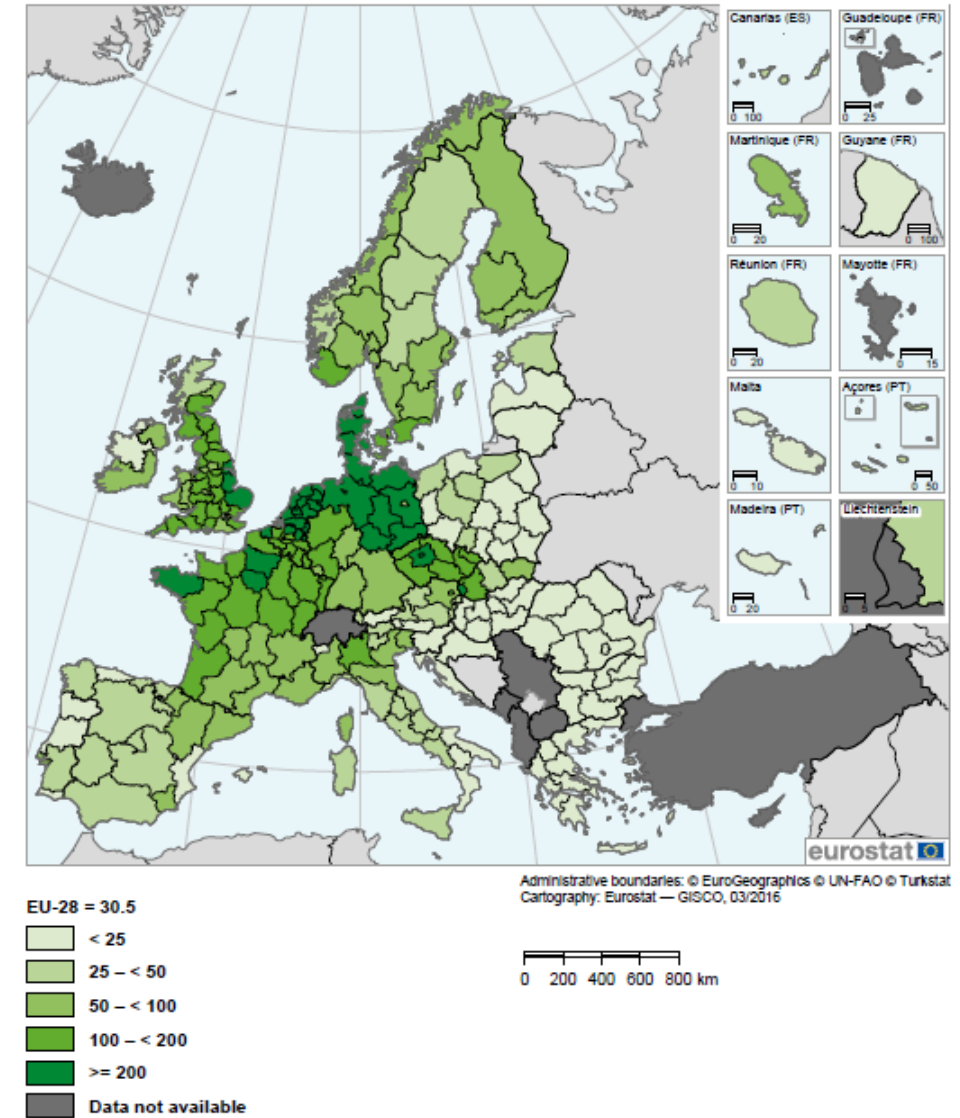 Canarias (ES)
0 100
Guadeloupe (FR)
0 25
Martinique (FR)
0 20
Guyane (FR)
0 100
Réunion (FR)
0 20
Mayotte (FR)
0 15
Malta
0 10
Açores (PT)
0 50
Madeira (PT)
0 20
Liechtenstein
0 5
eurostat
Administrative boundaries: © EuroGeographics © UN-FAO © Turkstat
Cartography: Eurostat — GISCO, 03/2016
EU-28 = 30.5
< 25
25 – < 50
50 – < 100
100 – < 200
>= 200
Data not available
0 200 400 600 800 km